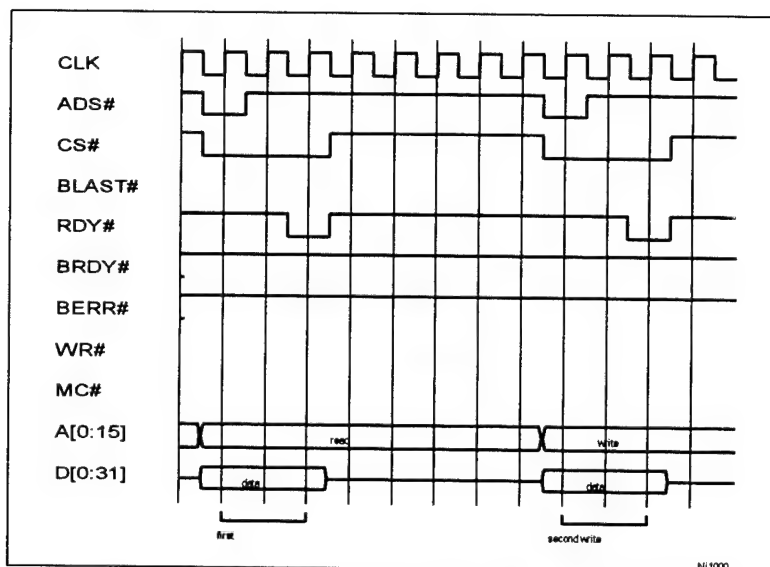 CLK
ADS#
CS#
BLAST#
RDY#
BRDY#
BERR#
WR#
MC#
A[0:15]
read
write
D[0:31]
data
data
first
second write
Ni1000